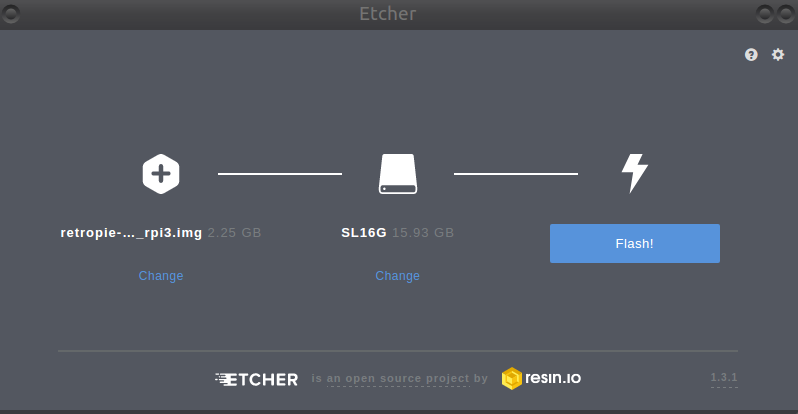 Etcher
retropie-..._rpi3.img 2.25 GB
SL16G 15.93 GB
Flash!
Change
Change
ETCHER is an open source project by resin.io
1.3.1